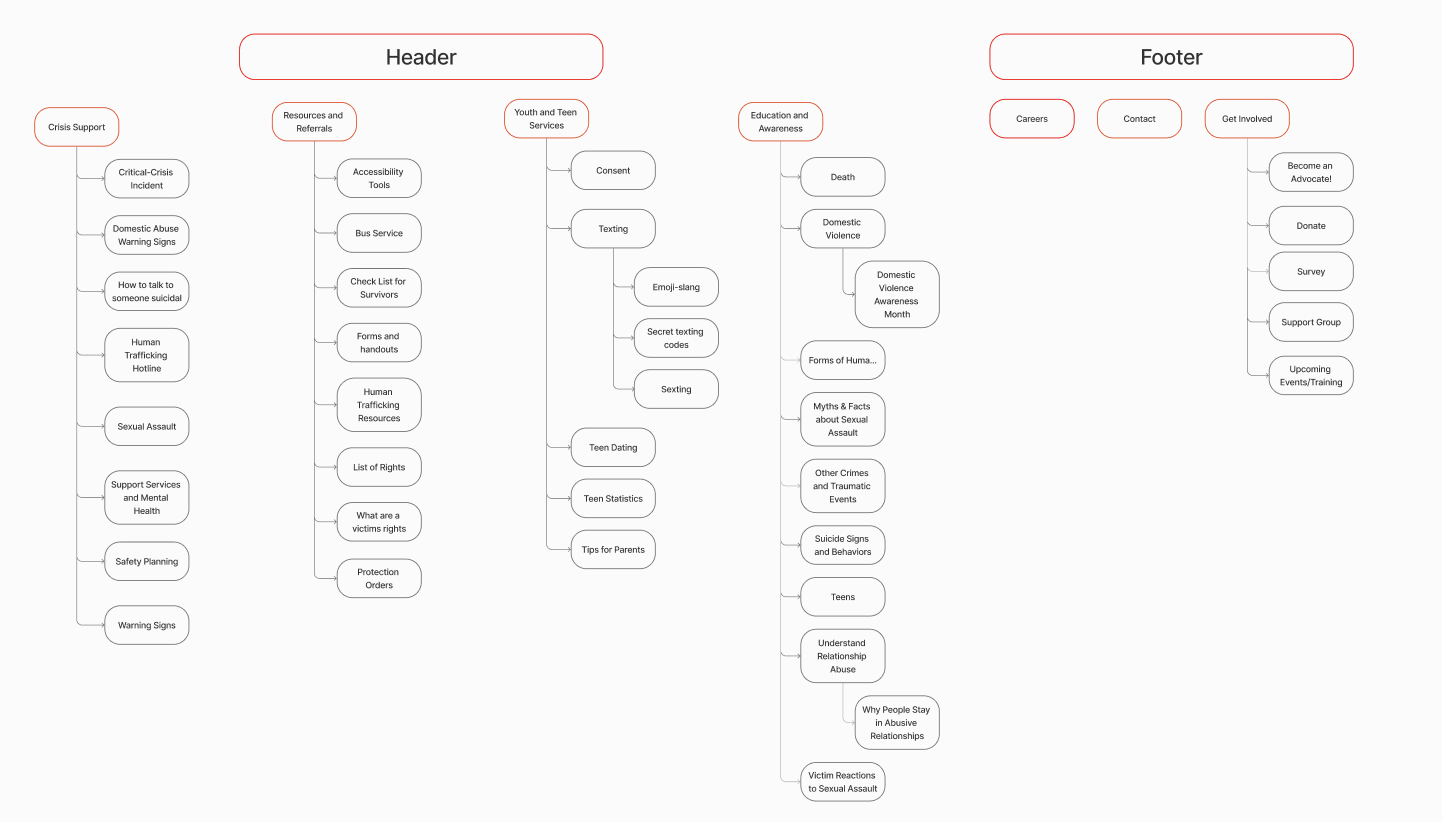 Header
Footer
Crisis Support
Critical-Crisis
Incident
Domestic Abuse
Warning Signs
How to talk to
someone suicidal
Human
Trafficking
Hotline
Sexual Assault
Support Services
and Mental
Health
Safety Planning
Warning Signs
Resources and
Referrals
Accessibility
Tools
Bus Service
Check List for
Survivors
Forms and
handouts
Human
Trafficking
Resources
List of Rights
What are a
victims rights
Protection
Orders
Youth and Teen
Services
Consent
Texting
Emoji-slang
Secret texting
codes
Sexting
Teen Dating
Teen Statistics
Tips for Parents
Education and
Awareness
Death
Domestic
Violence
Domestic
Violence
Awareness
Month
Forms of Huma...
Myths & Facts
about Sexual
Assault
Other Crimes
and Traumatic
Events
Suicide Signs
and Behaviors
Teens
Understand
Relationship
Abuse
Why People Stay
in Abusive
Relationships
Victim Reactions
to Sexual Assault
Careers
Contact
Get Involved
Become an
Advocate!
Donate
Survey
Support Group
Upcoming
Events/Training